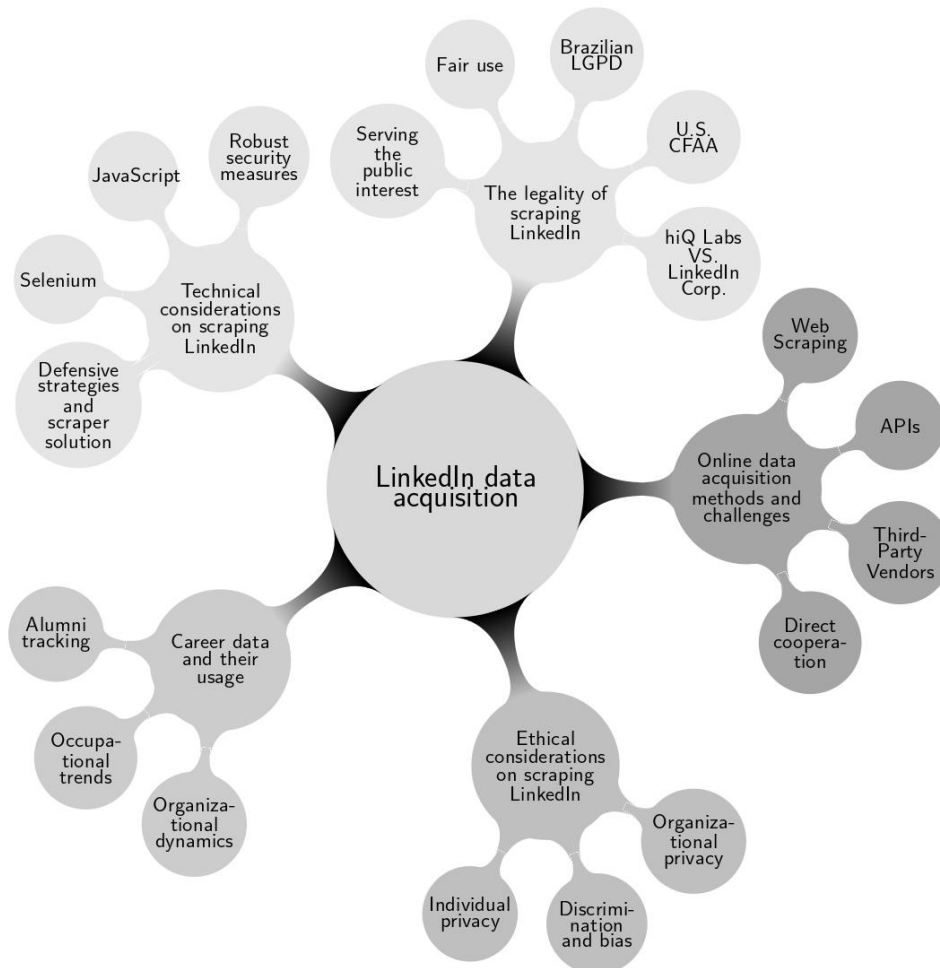 LinkedIn data
acquisition
The legality of
scraping
LinkedIn
Serving
the
public
interest
Fair use
Brazilian
LGPD
U.S.
CFAA
hiQ Labs
VS.
LinkedIn
Corp.
Online data
acquisition
methods and
challenges
Web
Scraping
APIs
Third-
Party
Vendors
Direct
coopera-
tion
Ethical
considerations
on scraping
LinkedIn
Organiza-
tional
privacy
Discrimi-
nation
and bias
Individual
privacy
Career data
and their
usage
Organiza-
tional
dynamics
Occupa-
tional
trends
Alumni
tracking
Technical
considerations
on scraping
LinkedIn
Defensive
strategies
and
scraper
solution
Selenium
JavaScript
Robust
security
measures